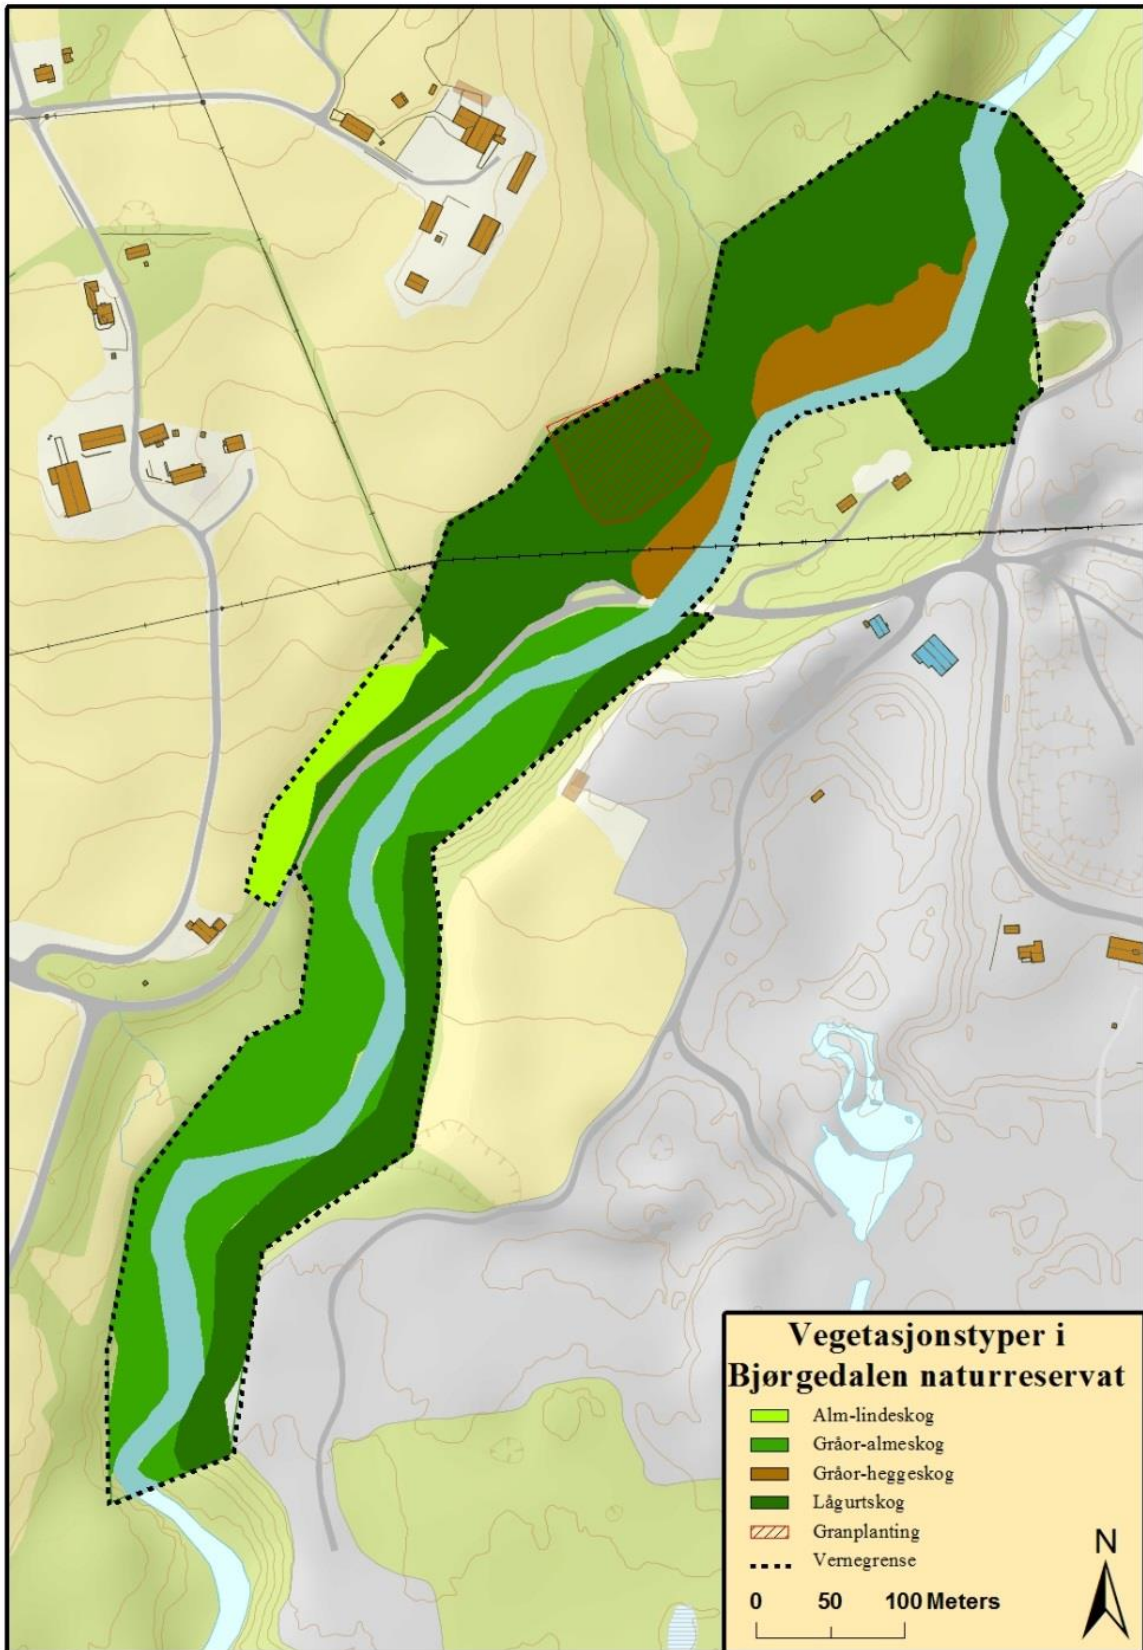 Vegetasjonstyper i
Bjørgedalen naturreservat
Alm-lindeskog
Gråor-almeskog
Gråor-heggeskog
Lågurtskog
Granplanting
Vernegrense
N
0 50 100 Meters